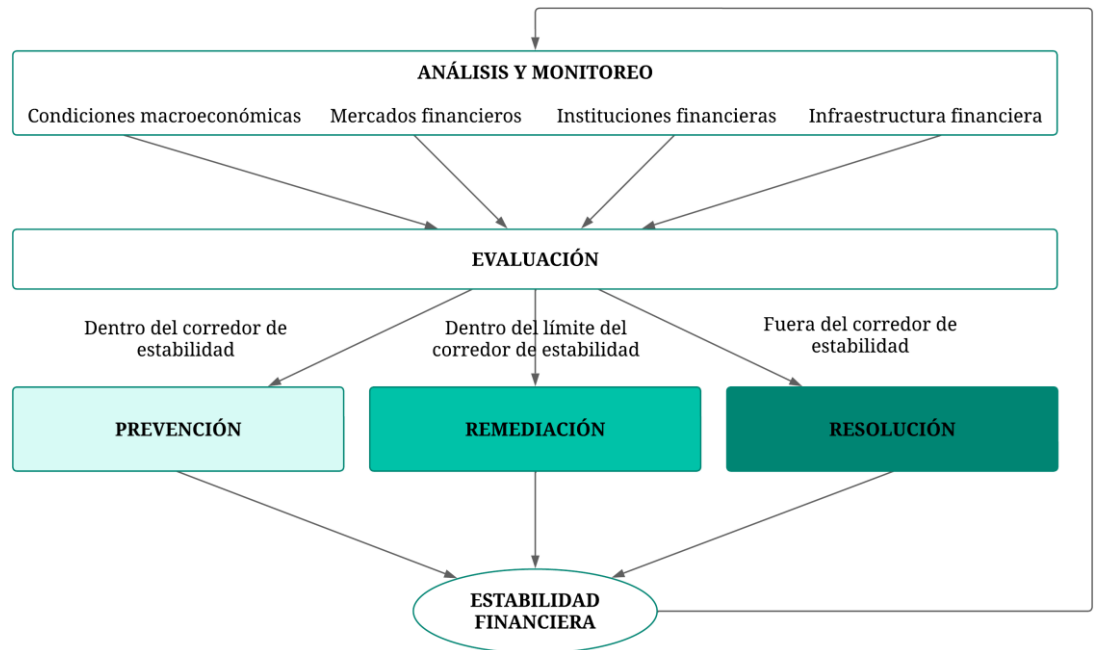 ANÁLISIS Y MONITOREO
Condiciones macroeconómicas
Mercados financieros
Instituciones financieras
Infraestructura financiera
EVALUACIÓN
Dentro del corredor de
estabilidad
Dentro del límite del
corredor de estabilidad
Fuera del corredor de
estabilidad
PREVENCIÓN
REMEDIACIÓN
RESOLUCIÓN
ESTABILIDAD
FINANCIERA